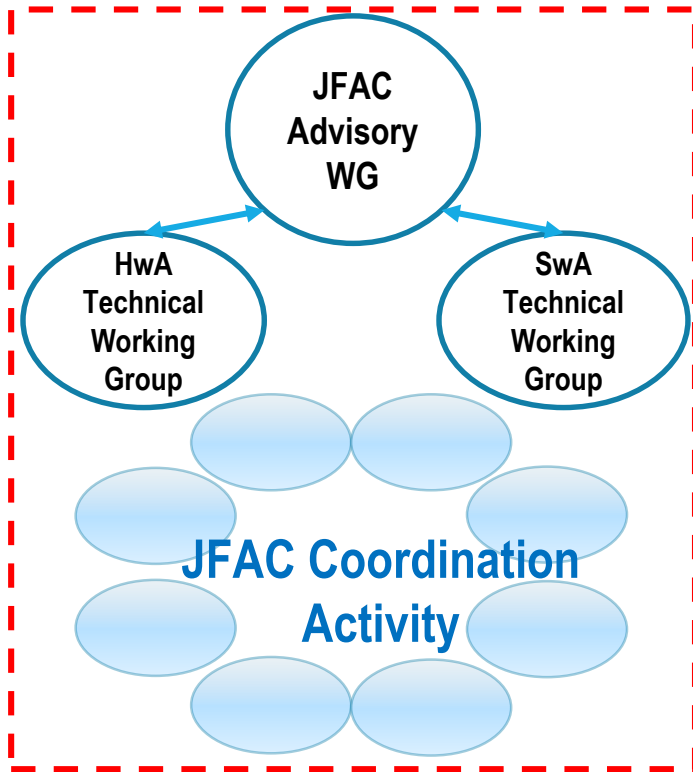 JFAC
Advisory
WG
HwA
Technical
Working
Group
SwA
Technical
Working
Group
JFAC Coordination
Activity